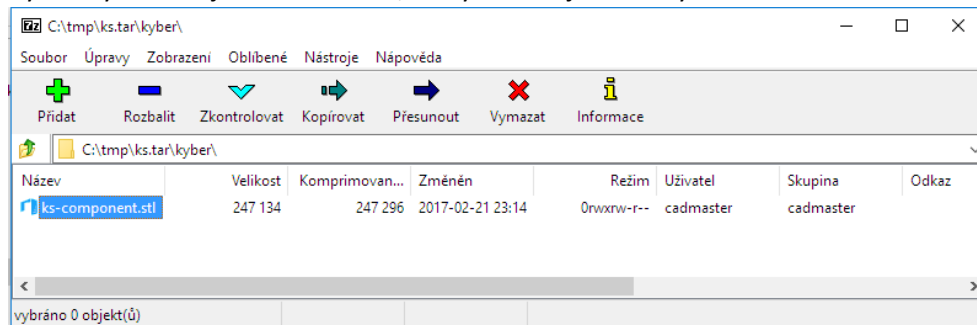 C:\tmp\ks.tar\kyber\
Soubor Úpravy Zobrazení Oblíbené Nástroje Nápověda
Přidat Rozbalit Zkontrolovat Kopírovat Přesunout Vymazat Informace
C:\tmp\ks.tar\kyber\
Název Velikost Komprimovan... Změněn Režim Uživatel Skupina Odkaz
ks-component.stl 247 134 247 296 2017-02-21 23:14 0rwxrw-r-- cadmaster cadmaster
vybráno 0 objekt(ů)